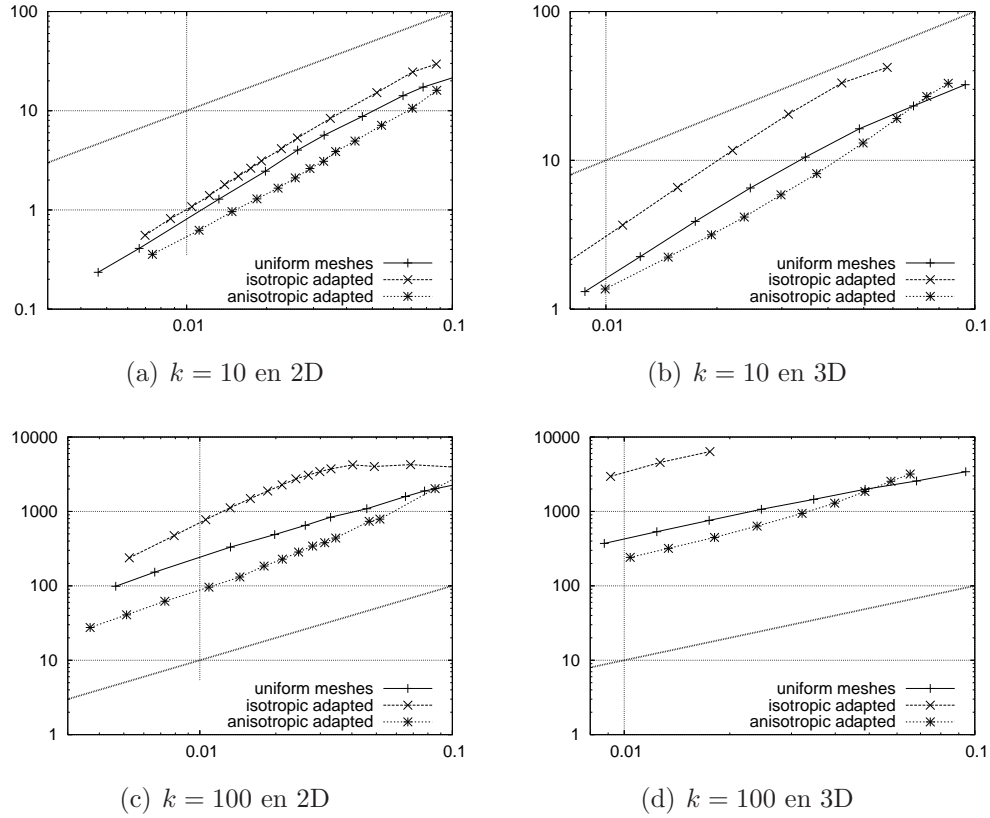 100
10
1
0.1
0.01
0.1
uniform meshes
isotropic adapted
anisotropic adapted
(a) k = 10 en 2D
100
10
1
0.01
0.1
uniform meshes
isotropic adapted
anisotropic adapted
(b) k = 10 en 3D
10000
1000
100
10
1
0.01
0.1
uniform meshes
isotropic adapted
anisotropic adapted
(c) k = 100 en 2D
10000
1000
100
10
1
0.01
0.1
uniform meshes
isotropic adapted
anisotropic adapted
(d) k = 100 en 3D